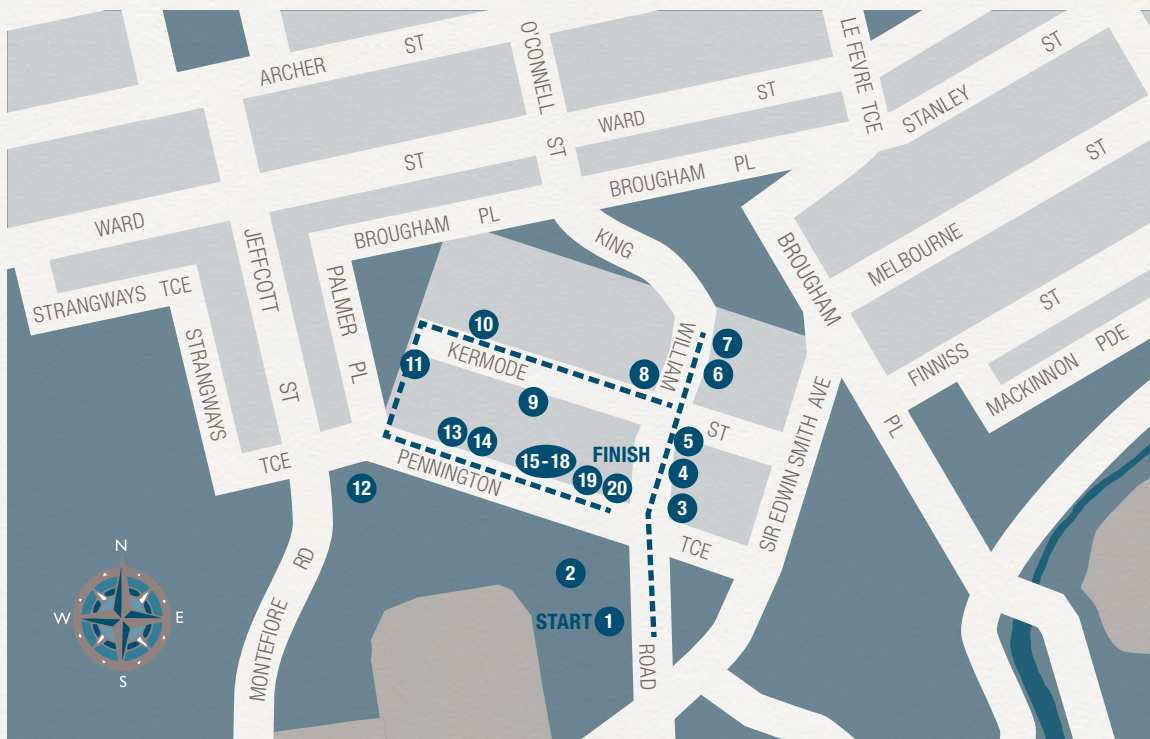 ARCHER ST
O'CONNELL ST
LE FEVRE TCE
WARD ST
STANLEY ST
WARD ST
BROUGHAM PL
BROUGHAM PL
JEFFCOTT ST
KING WILLIAM ROAD
BROUGHAM PL
MELBOURNE ST
STRANGWAYS TCE
PALMER PL
STRANGWAYS TCE
FINNISS ST
MACKINNON PDE
10
KERMODE ST
11
7
8
6
9
SIR EDWIN SMITH AVE
13
14
5
FINISH
4
15-18
19
20
3
PENNINGTON TCE
12
2
START 1
MONTEFIORE RD
N
W
E
S